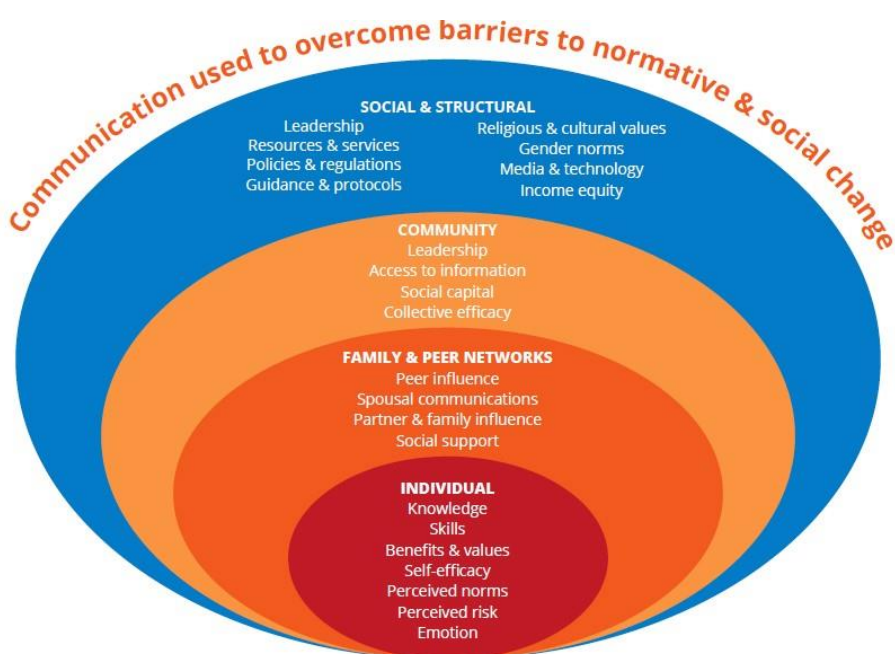 Communication used to overcome barriers to normative & social change
SOCIAL & STRUCTURAL
Leadership
Resources & services
Policies & regulations
Guidance & protocols
Religious & cultural values
Gender norms
Media & technology
Income equity
COMMUNITY
Leadership
Access to information
Social capital
Collective efficacy
FAMILY & PEER NETWORKS
Peer influence
Spousal communications
Partner & family influence
Social support
INDIVIDUAL
Knowledge
Skills
Benefits & values
Self-efficacy
Perceived norms
Perceived risk
Emotion